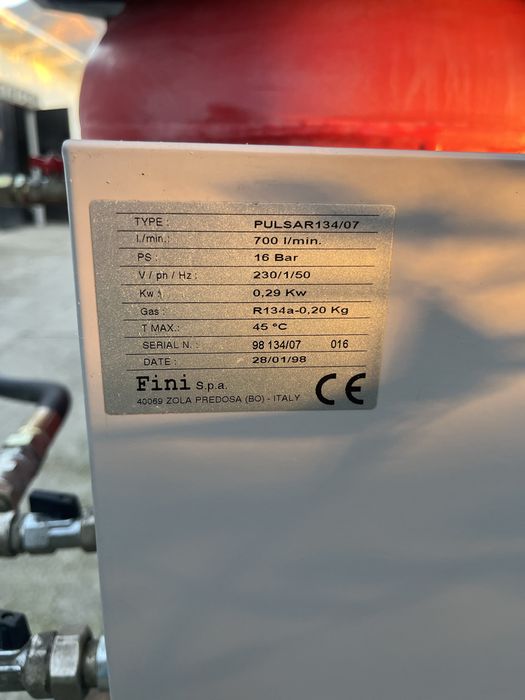 TYPE : PULSAR134/07
l./min.: 700 l/min.
PS : 16 Bar
V / ph / Hz : 230/1/50
Kw : 0,29 Kw
Gas : R134a-0,20 Kg
T MAX.: 45 °C
SERIAL N. : 98 134/07 016
DATE : 28/01/98
Fini S.p.a. CE
40069 ZOLA PREDOSA (BO) - ITALY